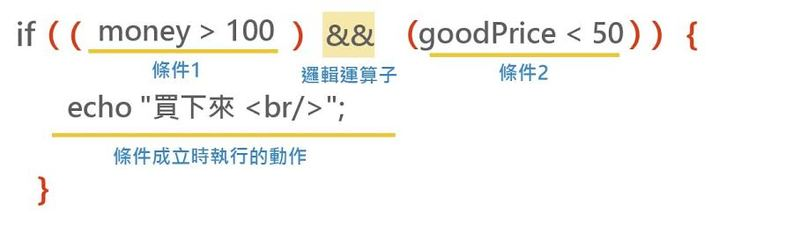 if ( ( money > 100 ) && (goodPrice < 50 ) ) {
條件1 邏輯運算子 條件2
echo "買下來 <br/>";
條件成立時執行的動作
}